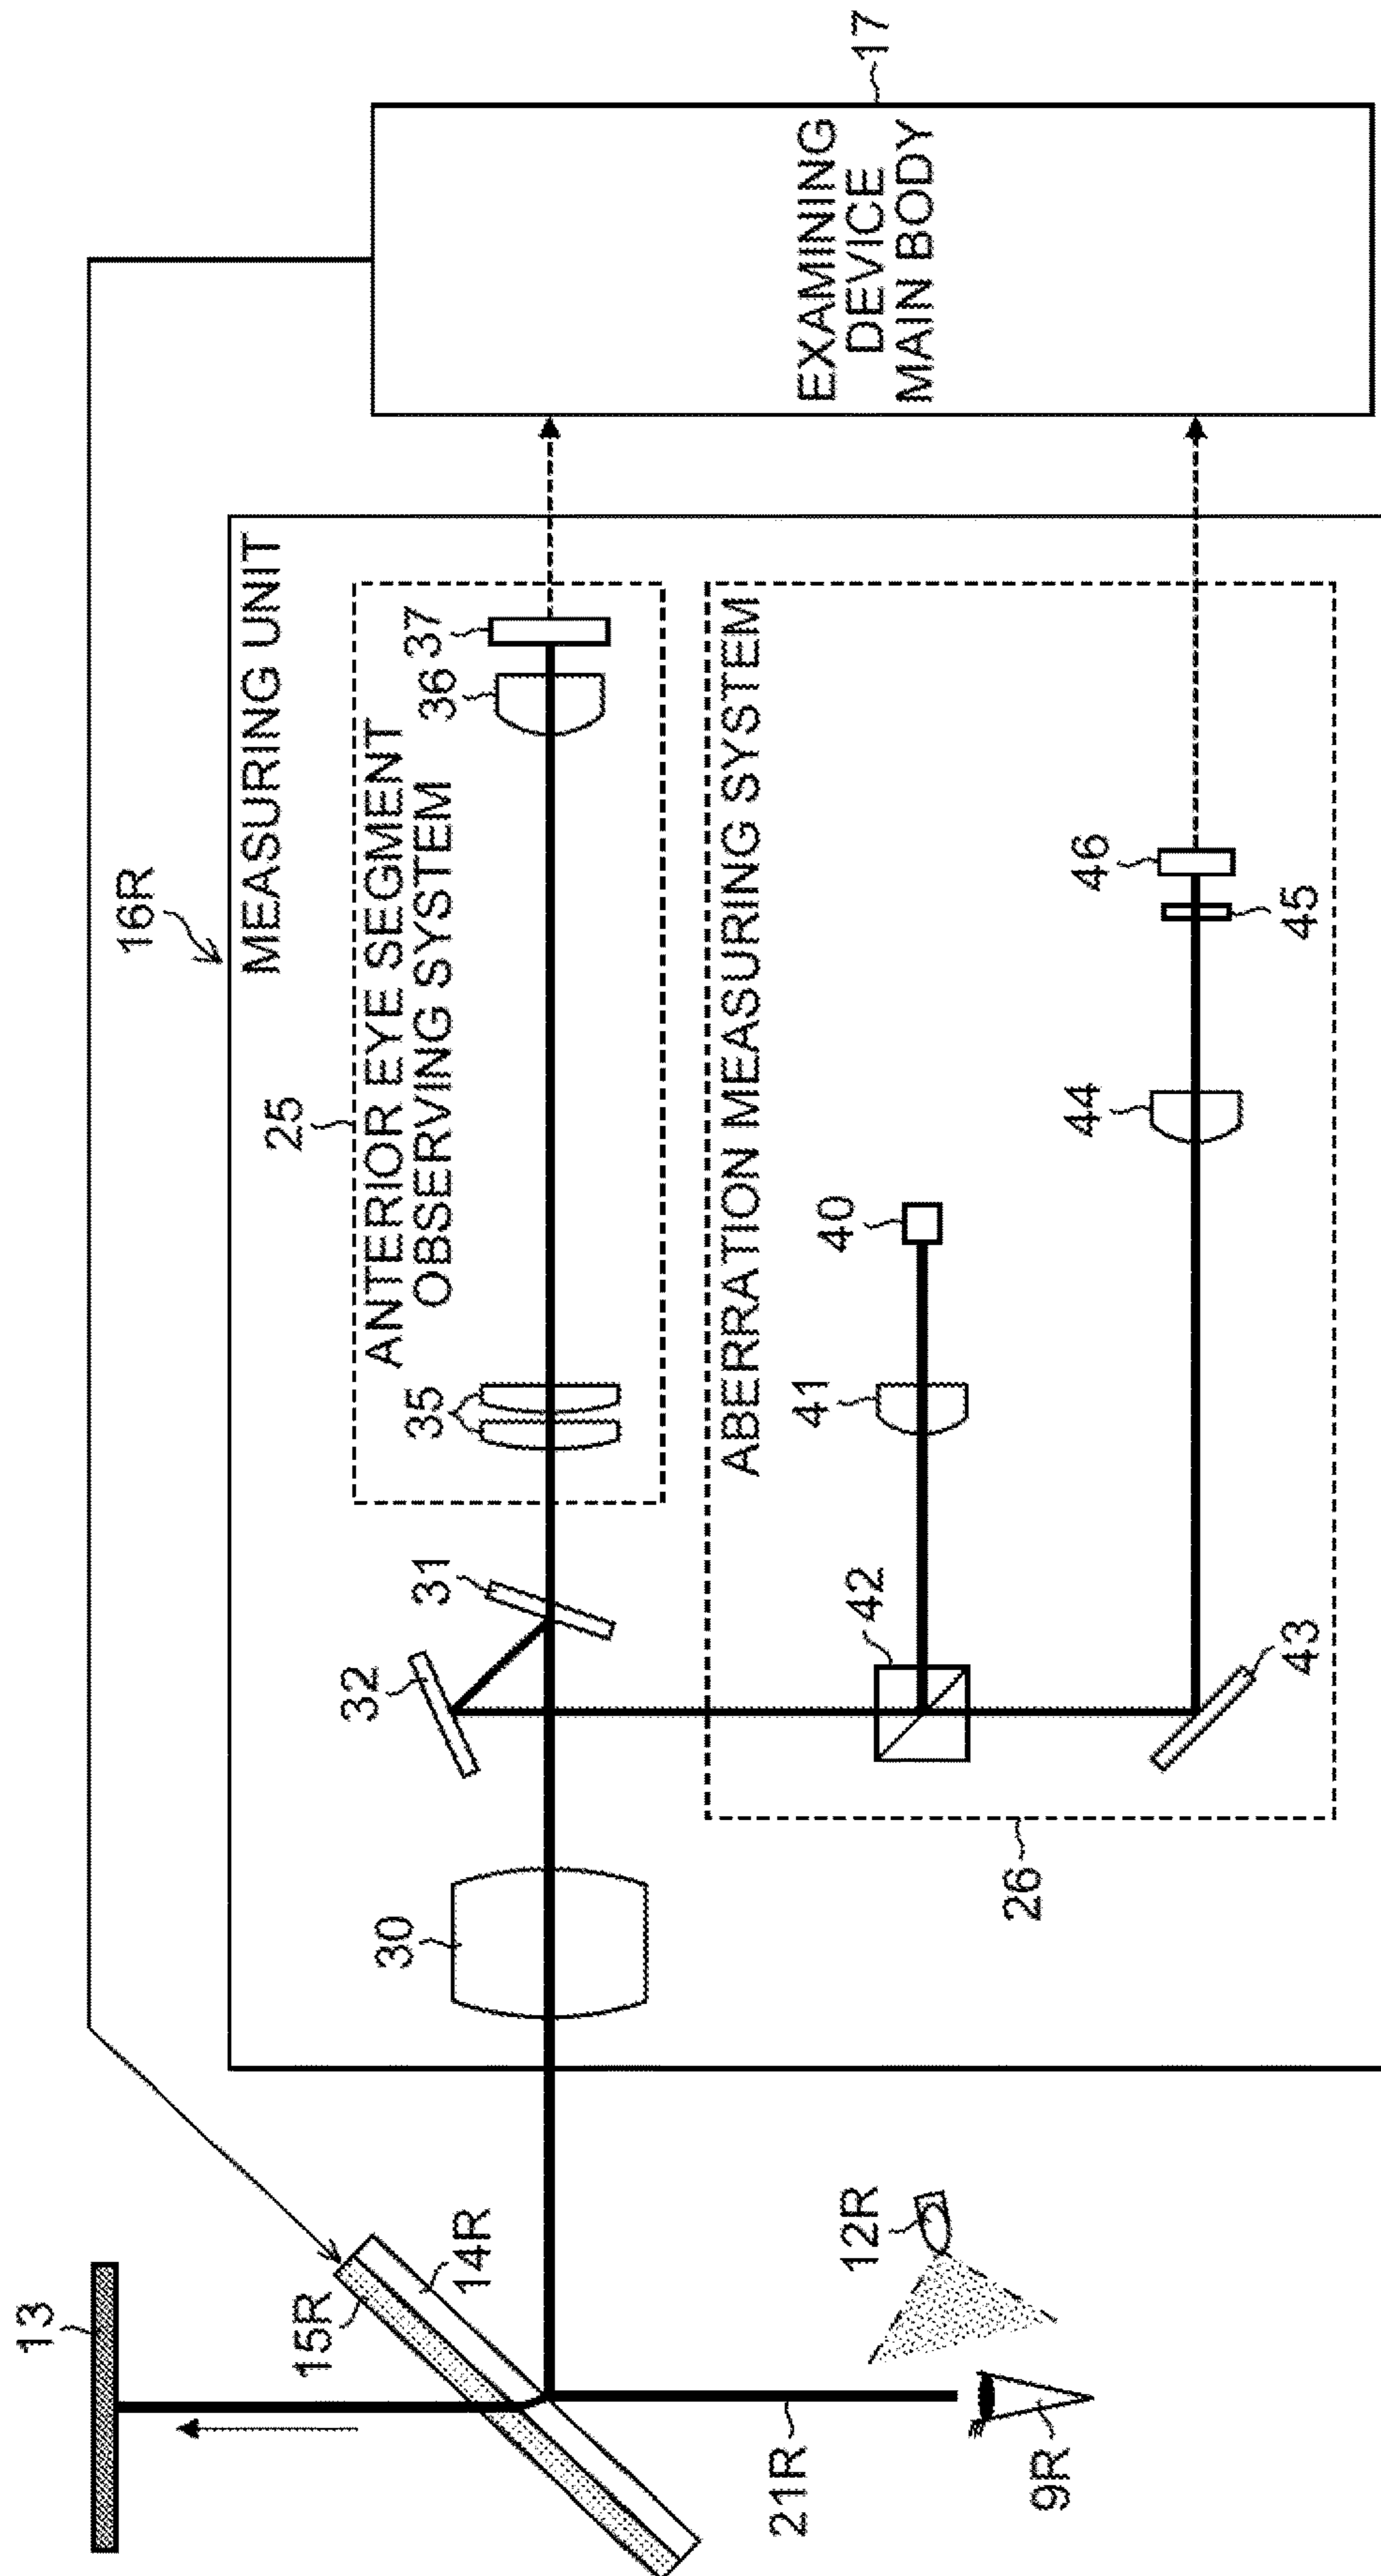 16R
MEASURING UNIT
25
ANTERIOR EYE SEGMENT
OBSERVING SYSTEM
35
36
37
31
32
30
13
15R
14R
21R
9R
12R
26
ABERRATION MEASURING SYSTEM
40
41
42
43
44
45
46
17
EXAMINING
DEVICE
MAIN BODY